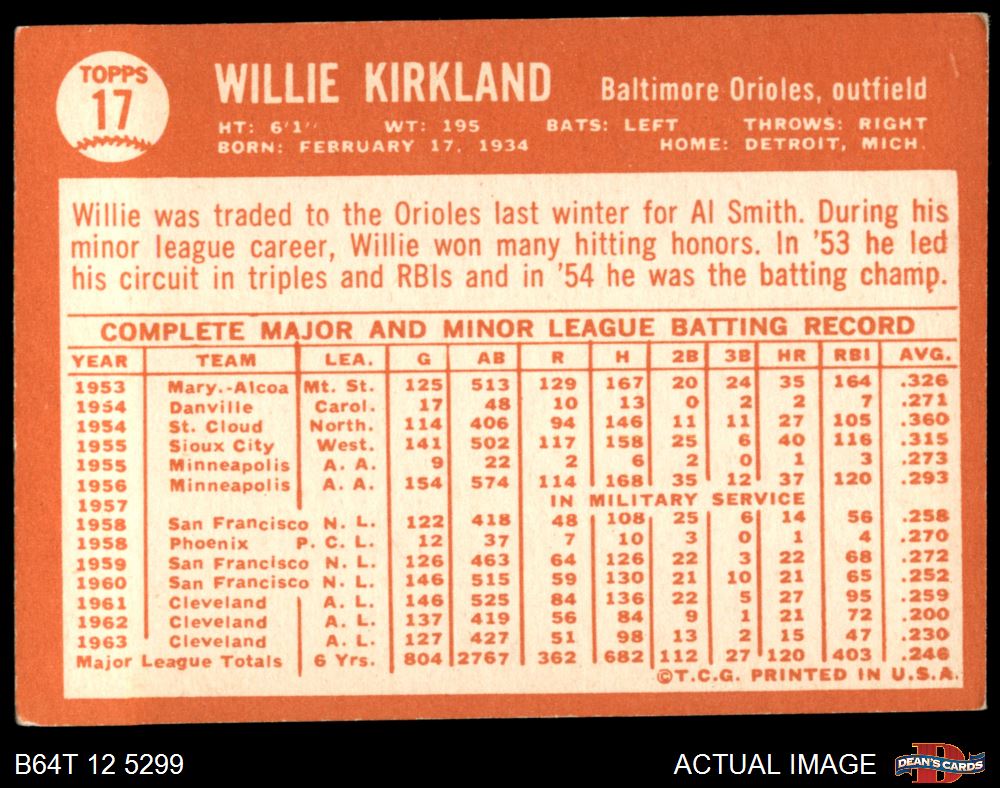 TOPPS
17
WILLIE KIRKLAND Baltimore Orioles, outfield
HT: 6'1" WT: 195 BATS: LEFT THROWS: RIGHT
BORN: FEBRUARY 17, 1934 HOME: DETROIT, MICH.
Willie was traded to the Orioles last winter for Al Smith. During his
minor league career, Willie won many hitting honors. In '53 he led
his circuit in triples and RBIs and in '54 he was the batting champ.
COMPLETE MAJOR AND MINOR LEAGUE BATTING RECORD
YEAR TEAM LEA. G AB R H 2B 3B HR RBI AVG.
1953 Mary.-Alcoa Mt. St. 125 513 129 167 20 24 35 164 .326
1954 Danville Carol. 17 48 10 13 0 2 2 7 .271
1954 St. Cloud North. 114 406 94 146 11 11 27 105 .360
1955 Sioux City West. 141 502 117 158 25 6 40 116 .315
1955 Minneapolis A. A. 9 22 2 6 2 0 1 3 .273
1956 Minneapolis A. A. 154 574 114 168 35 12 37 120 .293
1957 IN MILITARY SERVICE
1958 San Francisco N. L. 122 418 48 108 25 6 14 56 .258
1958 Phoenix P. C. L. 12 37 7 10 3 0 1 4 .270
1959 San Francisco N. L. 126 463 64 126 22 3 22 68 .272
1960 San Francisco N. L. 146 515 59 130 21 10 21 65 .252
1961 Cleveland A. L. 146 525 84 136 22 5 27 95 .259
1962 Cleveland A. L. 137 419 56 84 9 1 21 72 .200
1963 Cleveland A. L. 127 427 51 98 13 2 15 47 .230
Major League Totals 6 Yrs. 804 2767 362 682 112 27 120 403 .246
©T.C.G. PRINTED IN U.S.A.
B64T 12 5299 ACTUAL IMAGE
D
DEAN'S CARDS